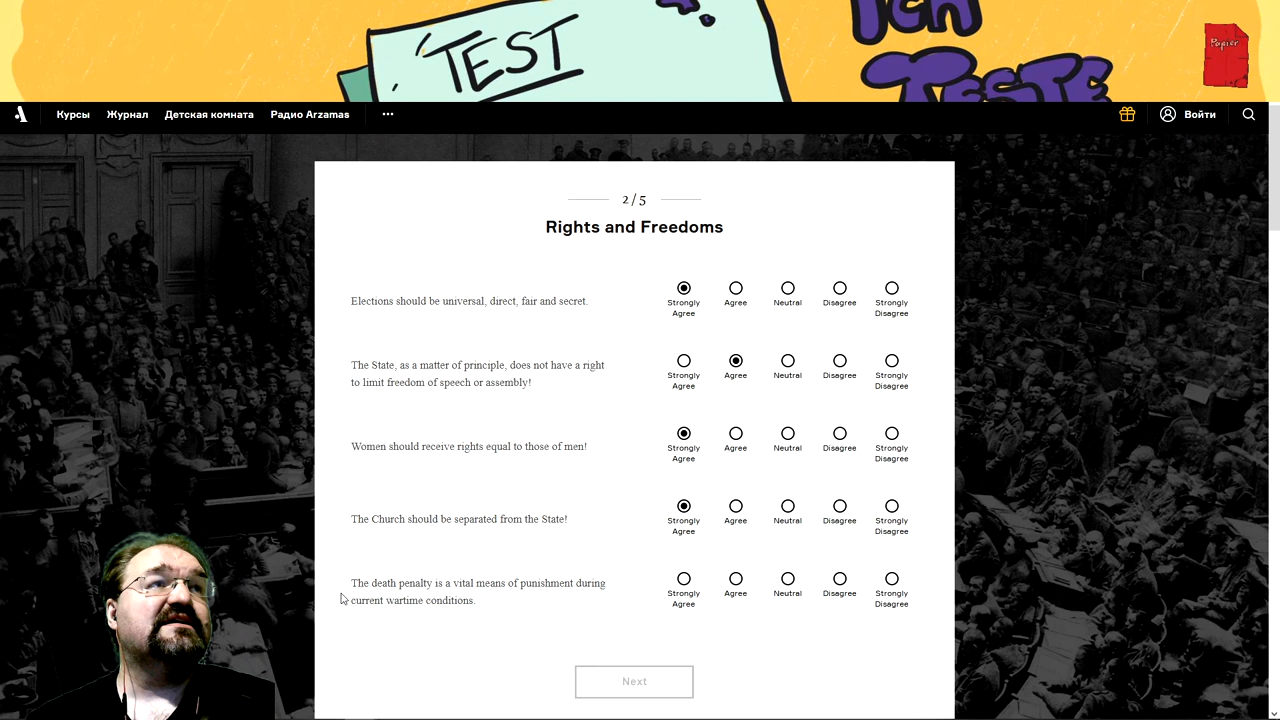 TEST
ICH
TESTE
Papier
Курсы Журнал Детская комната Радио Arzamas ••• Войти
2 / 5
Rights and Freedoms
Elections should be universal, direct, fair and secret.
Strongly Agree Agree Neutral Disagree Strongly Disagree
The State, as a matter of principle, does not have a right
to limit freedom of speech or assembly!
Strongly Agree Agree Neutral Disagree Strongly Disagree
Women should receive rights equal to those of men!
Strongly Agree Agree Neutral Disagree Strongly Disagree
The Church should be separated from the State!
Strongly Agree Agree Neutral Disagree Strongly Disagree
The death penalty is a vital means of punishment during
current wartime conditions.
Strongly Agree Agree Neutral Disagree Strongly Disagree
Next